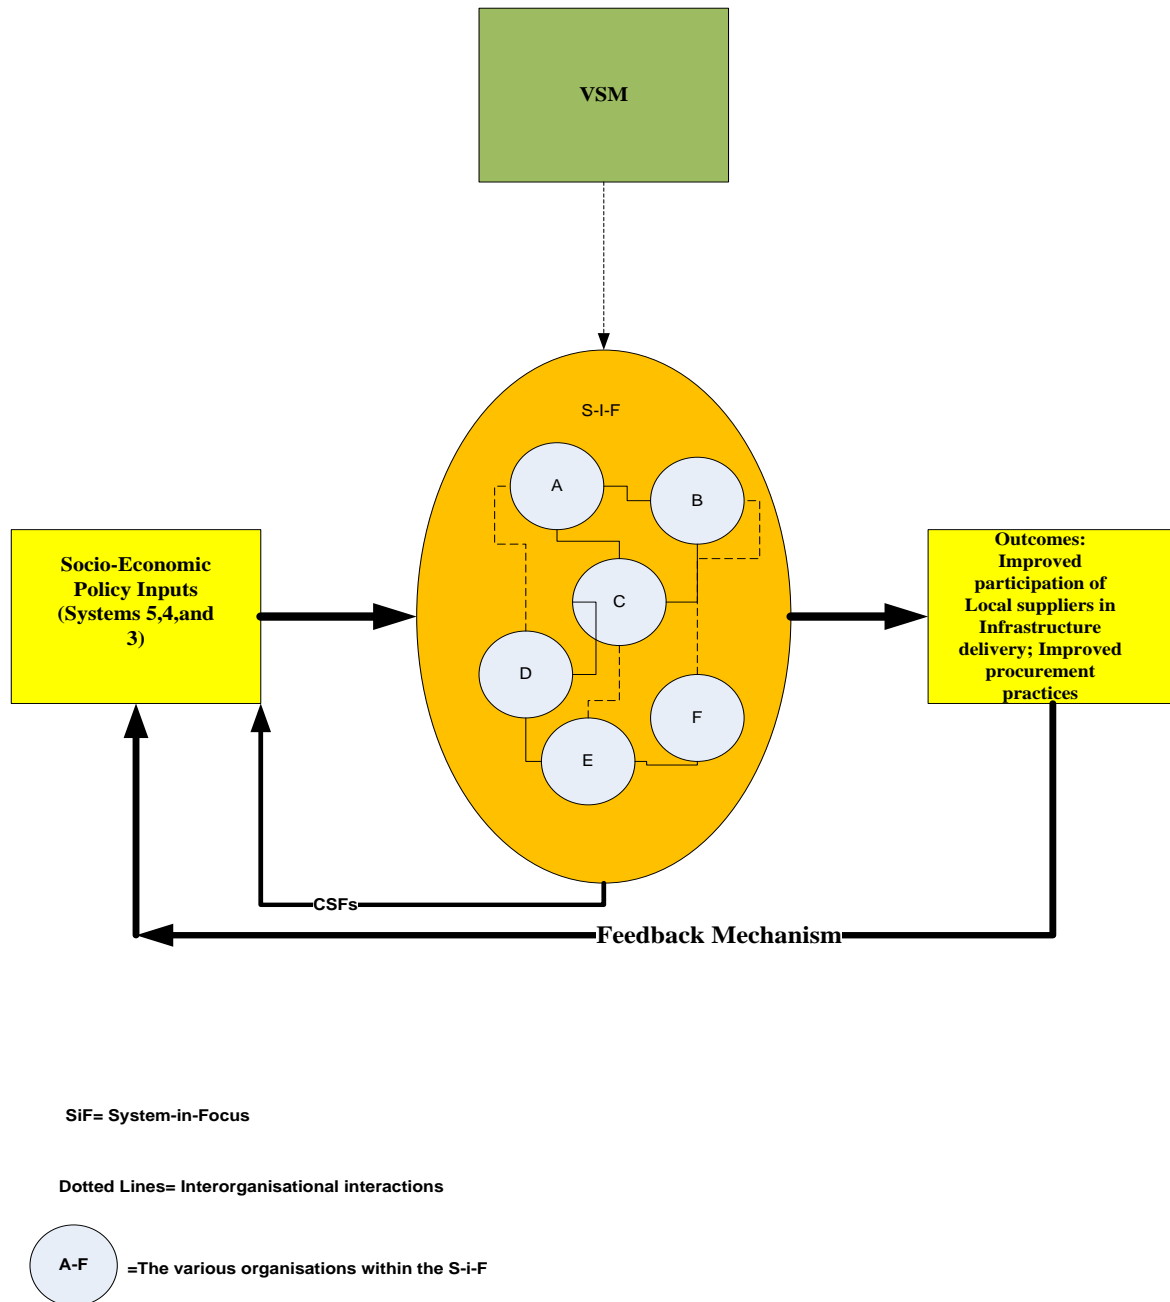 VSM
S-I-F
A
B
C
D
E
F
Socio-Economic
Policy Inputs
(Systems 5,4,and
3)
Outcomes:
Improved
participation of
Local suppliers in
Infrastructure
delivery; Improved
procurement
practices
CSFs
Feedback Mechanism
SiF= System-in-Focus
Dotted Lines= Interorganisational interactions
A-F
=The various organisations within the S-i-F